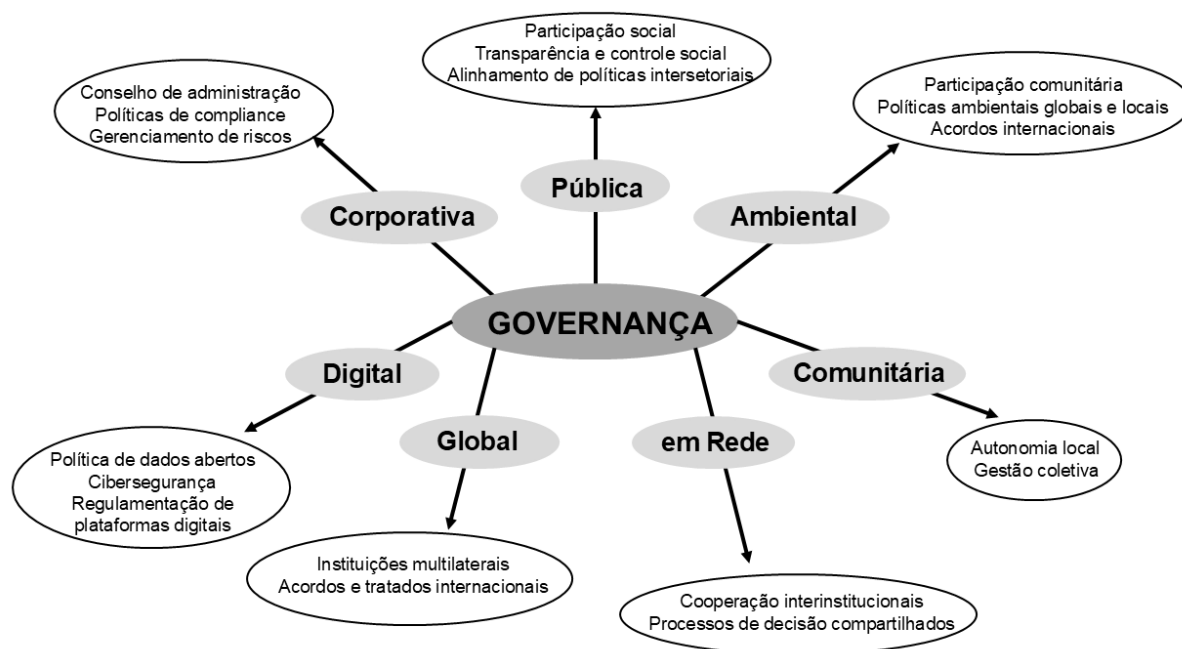 Participação social
Transparência e controle social
Alinhamento de políticas intersetoriais
Conselho de administração
Políticas de compliance
Gerenciamento de riscos
Participação comunitária
Políticas ambientais globais e locais
Acordos internacionais
Pública
Corporativa
Ambiental
GOVERNANÇA
Digital
Comunitária
Global
em Rede
Política de dados abertos
Cibersegurança
Regulamentação de
plataformas digitais
Autonomia local
Gestão coletiva
Instituições multilaterais
Acordos e tratados internacionais
Cooperação interinstitucionais
Processos de decisão compartilhados